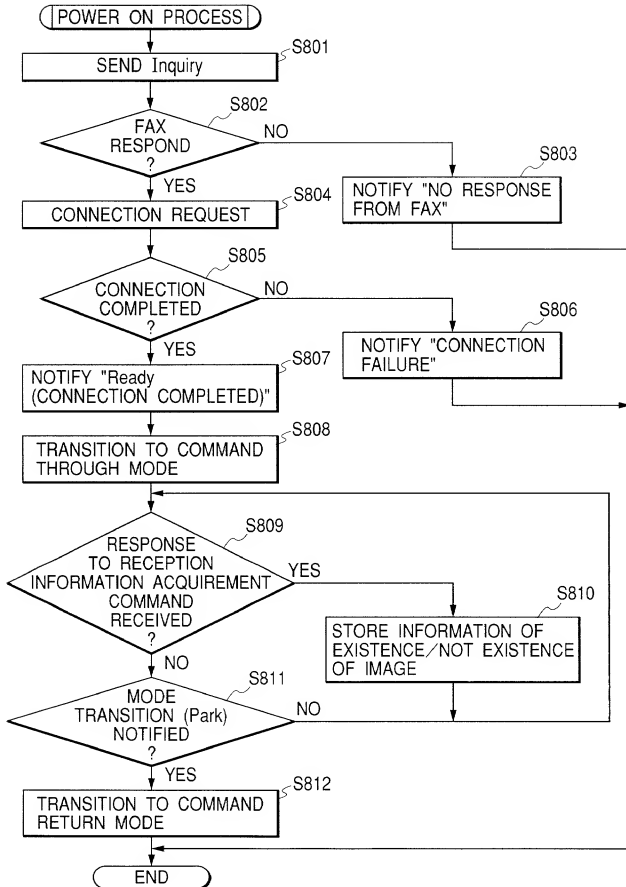 POWER ON PROCESS
S801
SEND Inquiry
S802
FAX
RESPOND
?
NO
YES
S803
NOTIFY "NO RESPONSE
FROM FAX"
S804
CONNECTION REQUEST
S805
CONNECTION
COMPLETED
?
NO
YES
S806
NOTIFY "CONNECTION
FAILURE"
S807
NOTIFY "Ready
(CONNECTION COMPLETED)"
S808
TRANSITION TO COMMAND
THROUGH MODE
S809
RESPONSE
TO RECEPTION
INFORMATION ACQUIREMENT
COMMAND
RECEIVED
?
YES
NO
S810
STORE INFORMATION OF
EXISTENCE/NOT EXISTENCE
OF IMAGE
S811
MODE
TRANSITION (Park)
NOTIFIED
?
NO
YES
S812
TRANSITION TO COMMAND
RETURN MODE
END